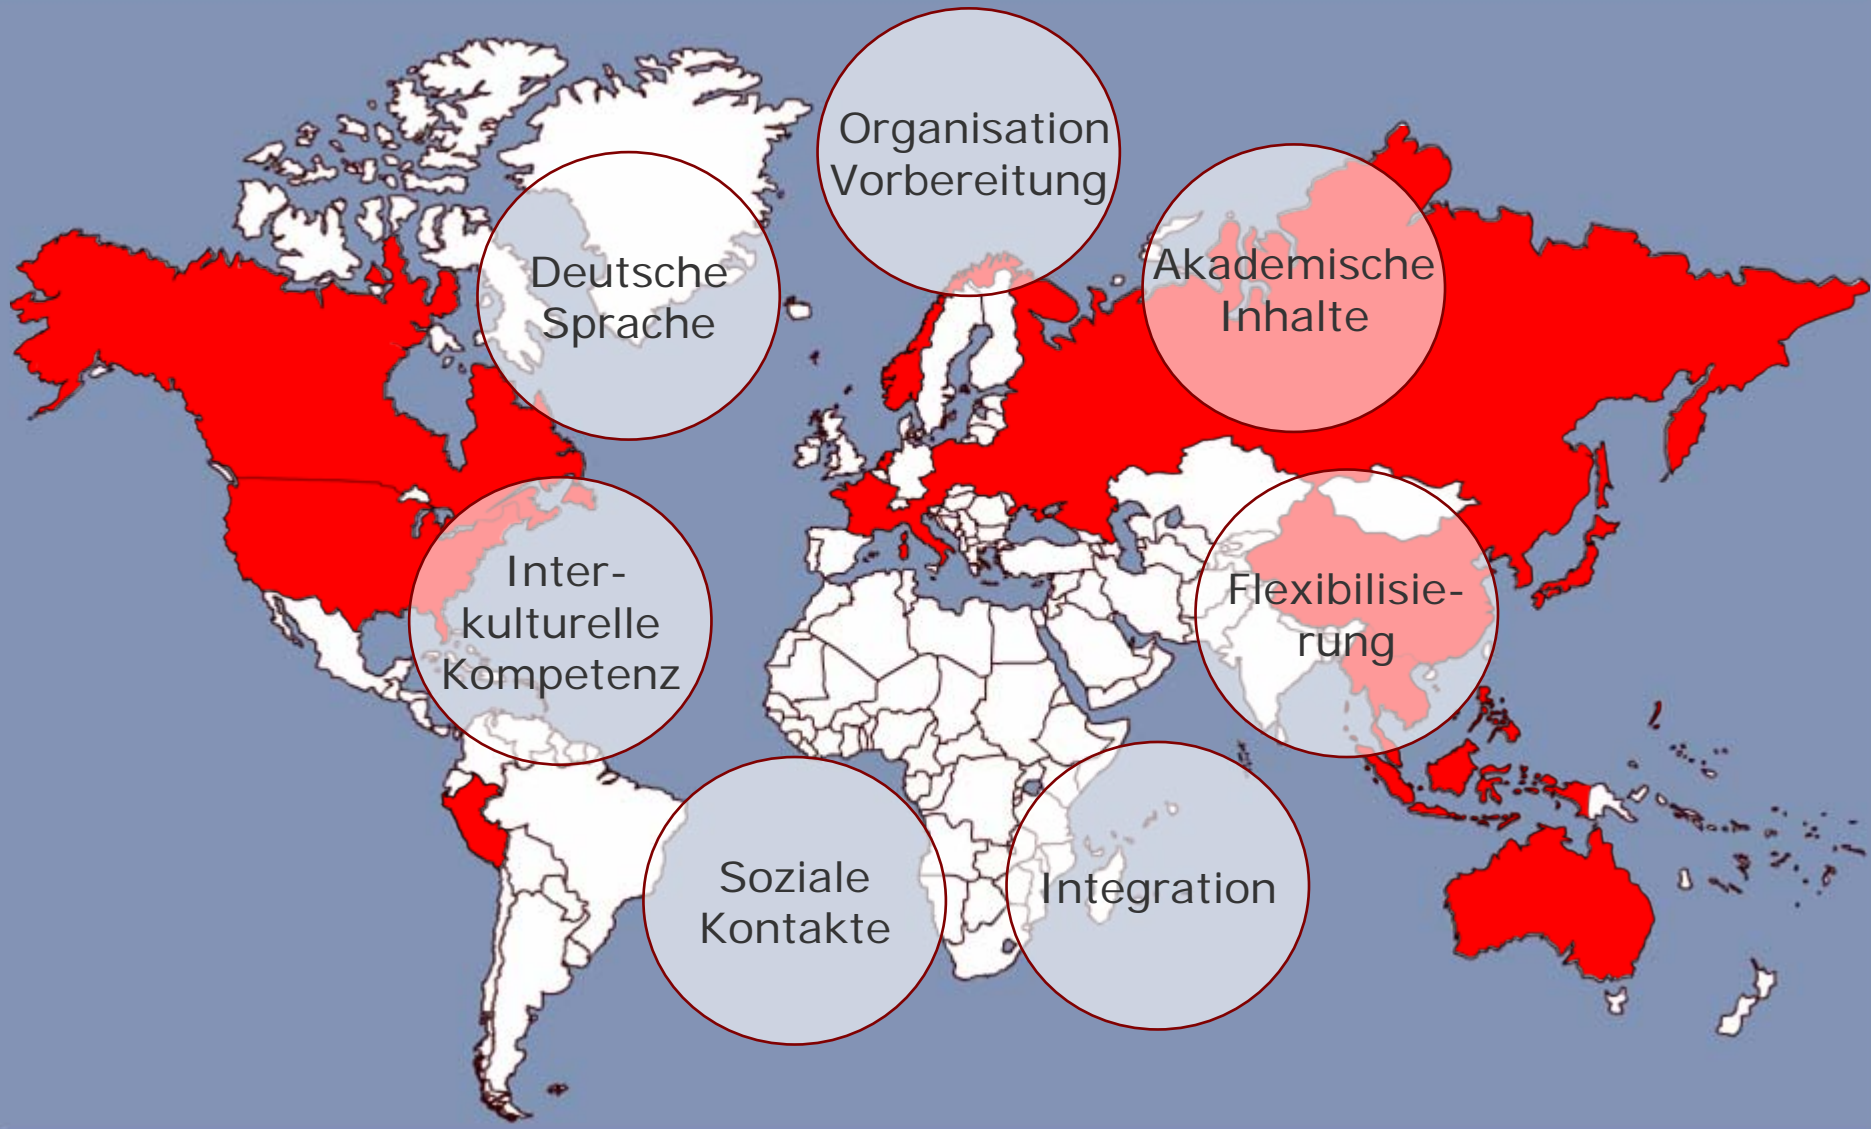 Organisation
Vorbereitung
Akademische
Inhalte
Deutsche
Sprache
Flexibilisie-
rung
Inter-
kulturelle
Kompetenz
Soziale
Kontakte
Integration